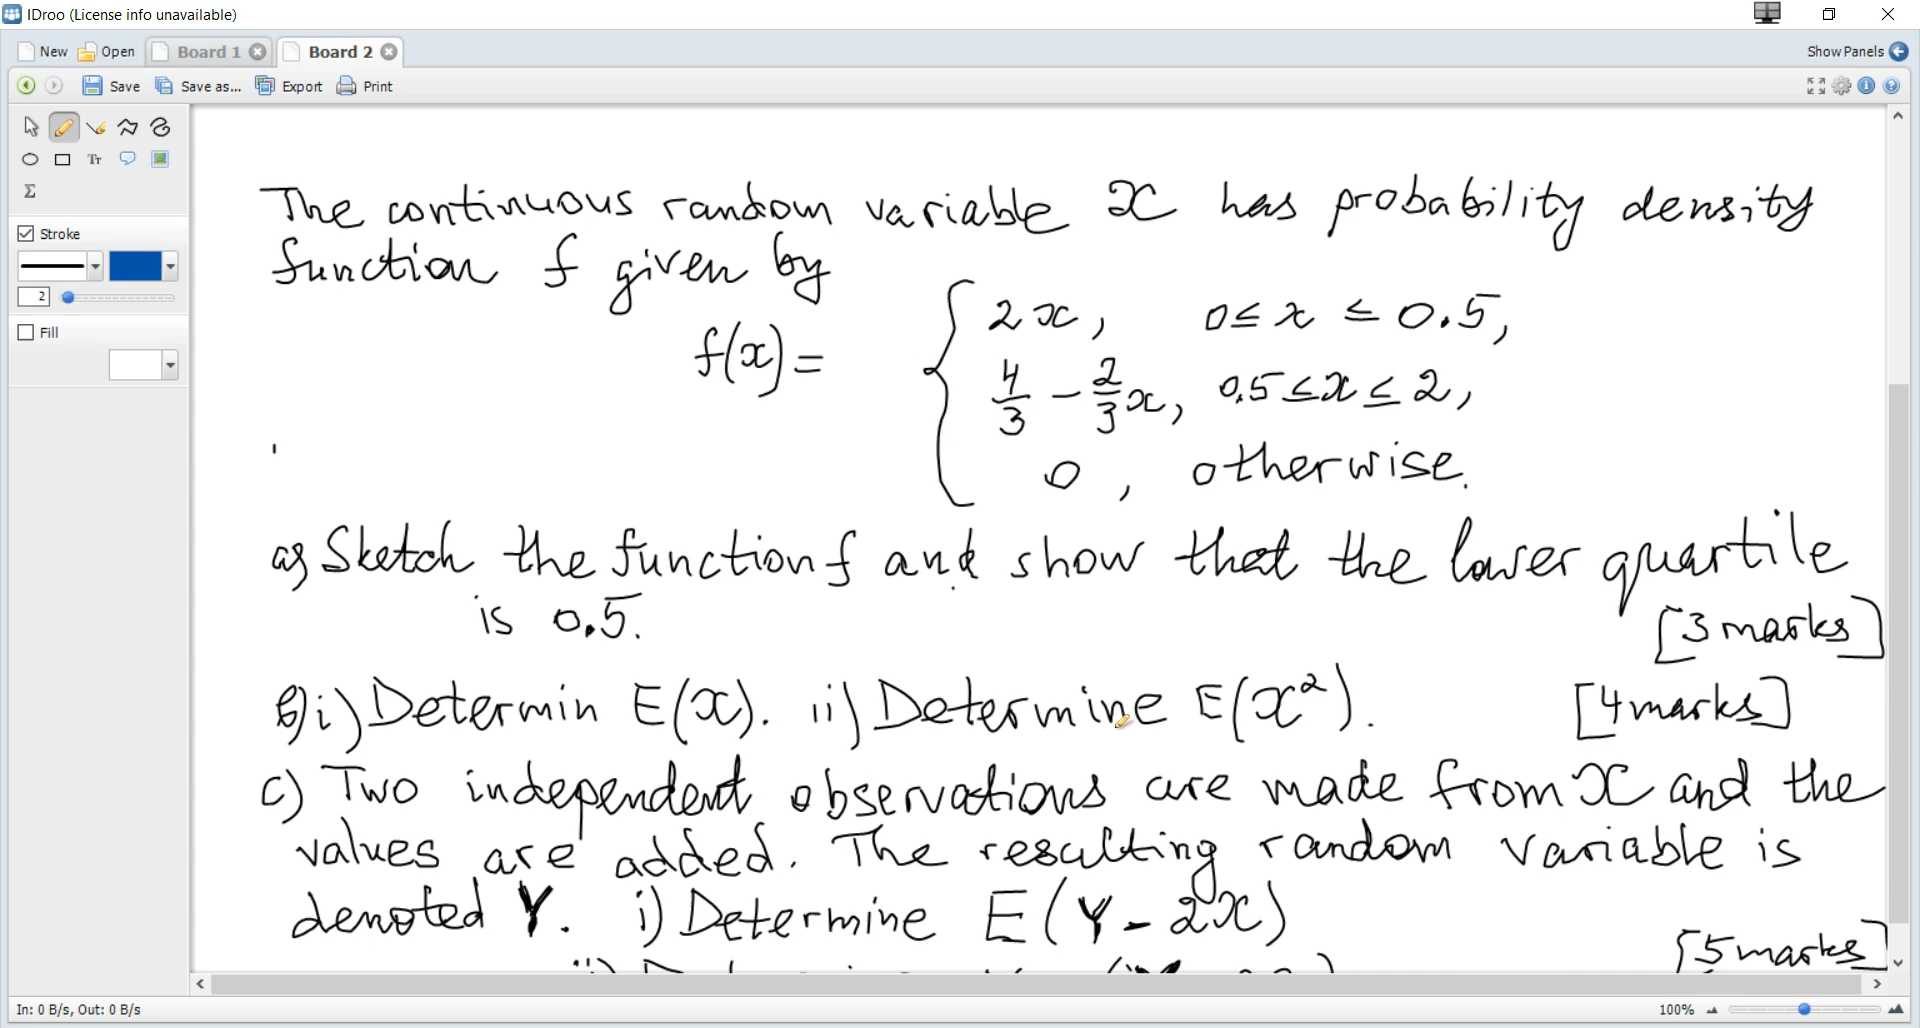 IDroo (License info unavailable)
New Open Board 1 Board 2 Show Panels
Save Save as... Export Print
Tt
Σ
Stroke
2
Fill
The continuous random variable x has probability density
function f given by
f(x) =
2x, 0 ≤ x ≤ 0.5,
4/3 - 2/3 x, 0.5 ≤ x ≤ 2,
0, otherwise.
a) Sketch the function f and show that the lower quartile
is 0.5.
[3 marks]
b) i) Determin E(x). ii) Determine E(x²). [4 marks]
c) Two independent observations are made from x and the
values are added. The resulting random variable is
denoted Y. i) Determine E(Y - 2x)
[5 marks]
In: 0 B/s, Out: 0 B/s 100%